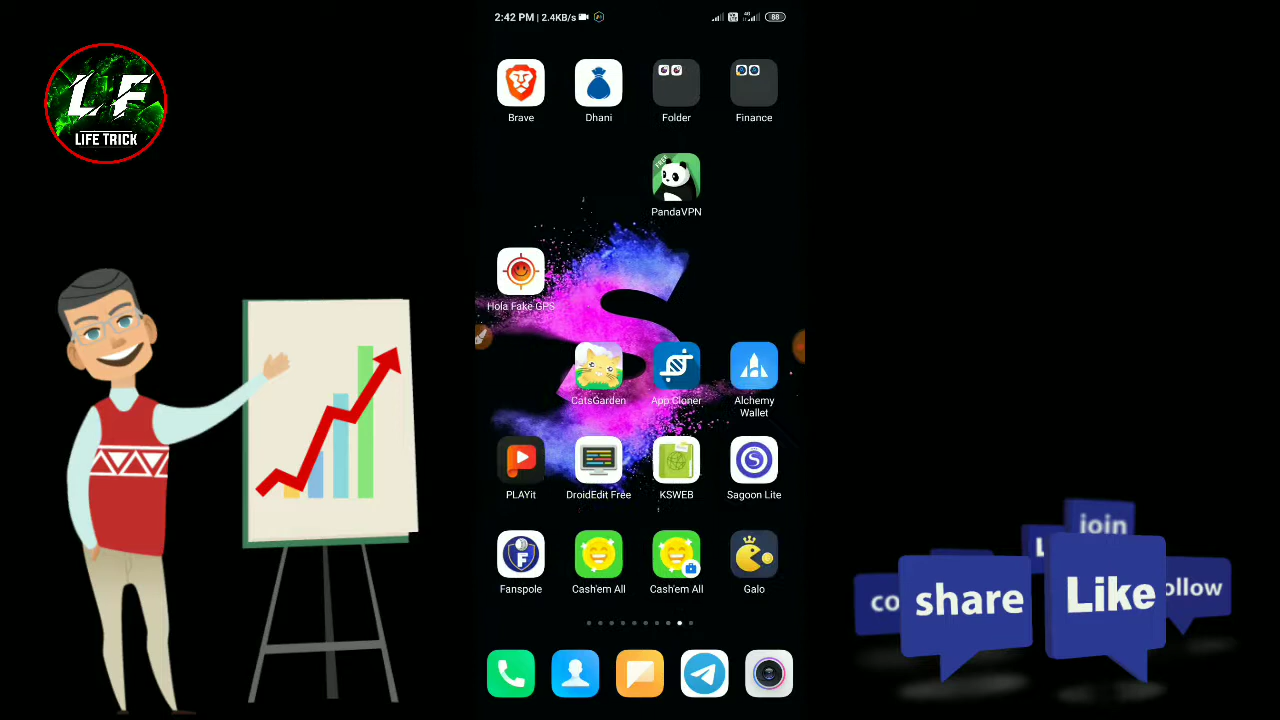 2:42 PM | 2.4KB/s
88
LF
LIFE TRICK
Brave
Dhani
Folder
Finance
FREE
PandaVPN
Hola Fake GPS
CatsGarden
App Cloner
Alchemy
Wallet
PLAYit
DroidEdit Free
KSWEB
Sagoon Lite
Fanspole
Cash'em All
Cash'em All
Galo
join
L
co
share
Like
ollow